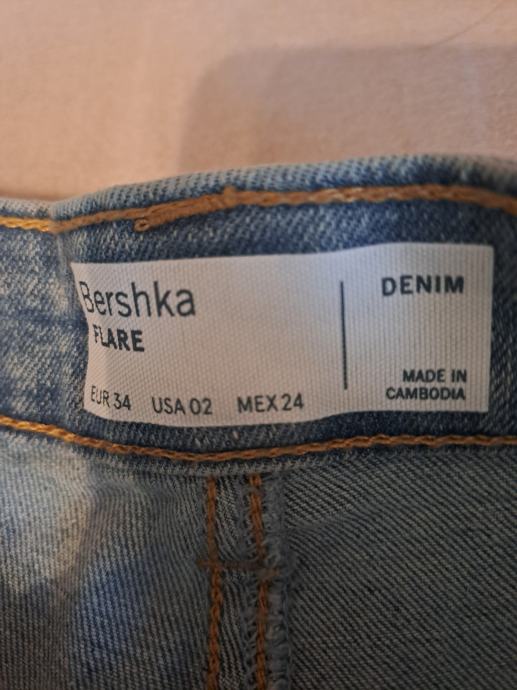 Bershka
FLARE
EUR 34 USA 02 MEX 24
DENIM
MADE IN
CAMBODIA